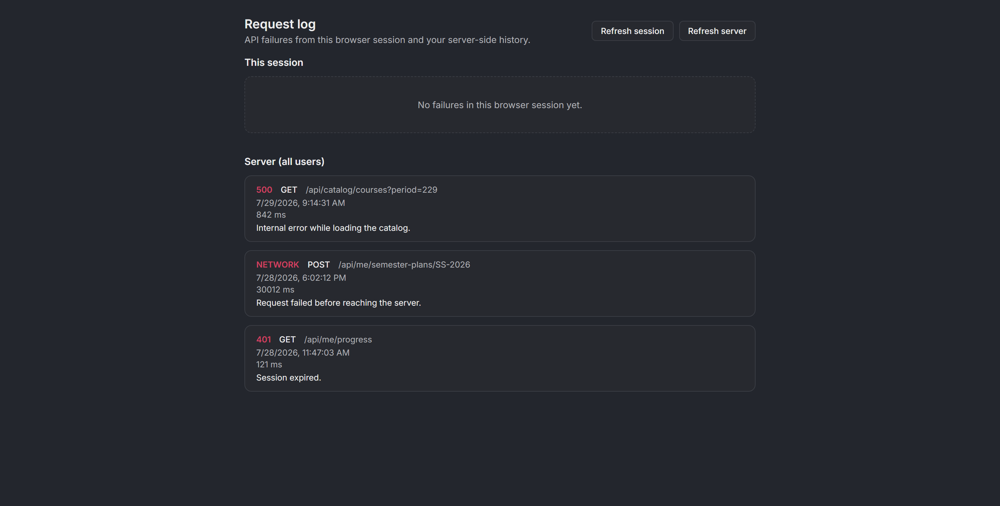 Request log
API failures from this browser session and your server-side history.
Refresh session
Refresh server
This session
No failures in this browser session yet.
Server (all users)
500 GET /api/catalog/courses?period=229
7/29/2026, 9:14:31 AM
842 ms
Internal error while loading the catalog.
NETWORK POST /api/me/semester-plans/SS-2026
7/28/2026, 6:02:12 PM
30012 ms
Request failed before reaching the server.
401 GET /api/me/progress
7/28/2026, 11:47:03 AM
121 ms
Session expired.